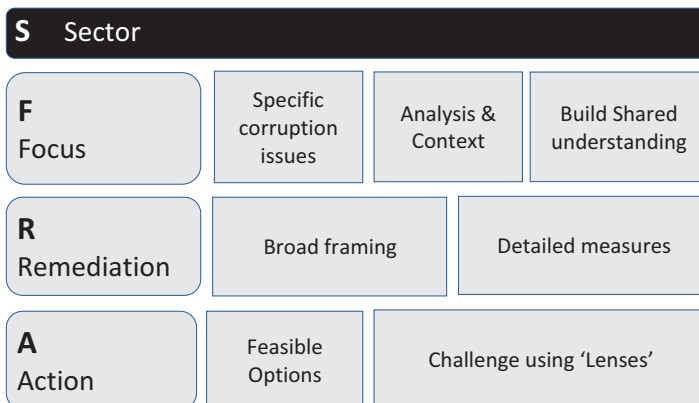 S Sector
F
Focus
Specific
corruption
issues
Analysis &
Context
Build Shared
understanding
R
Remediation
Broad framing
Detailed measures
A
Action
Feasible
Options
Challenge using ‘Lenses’